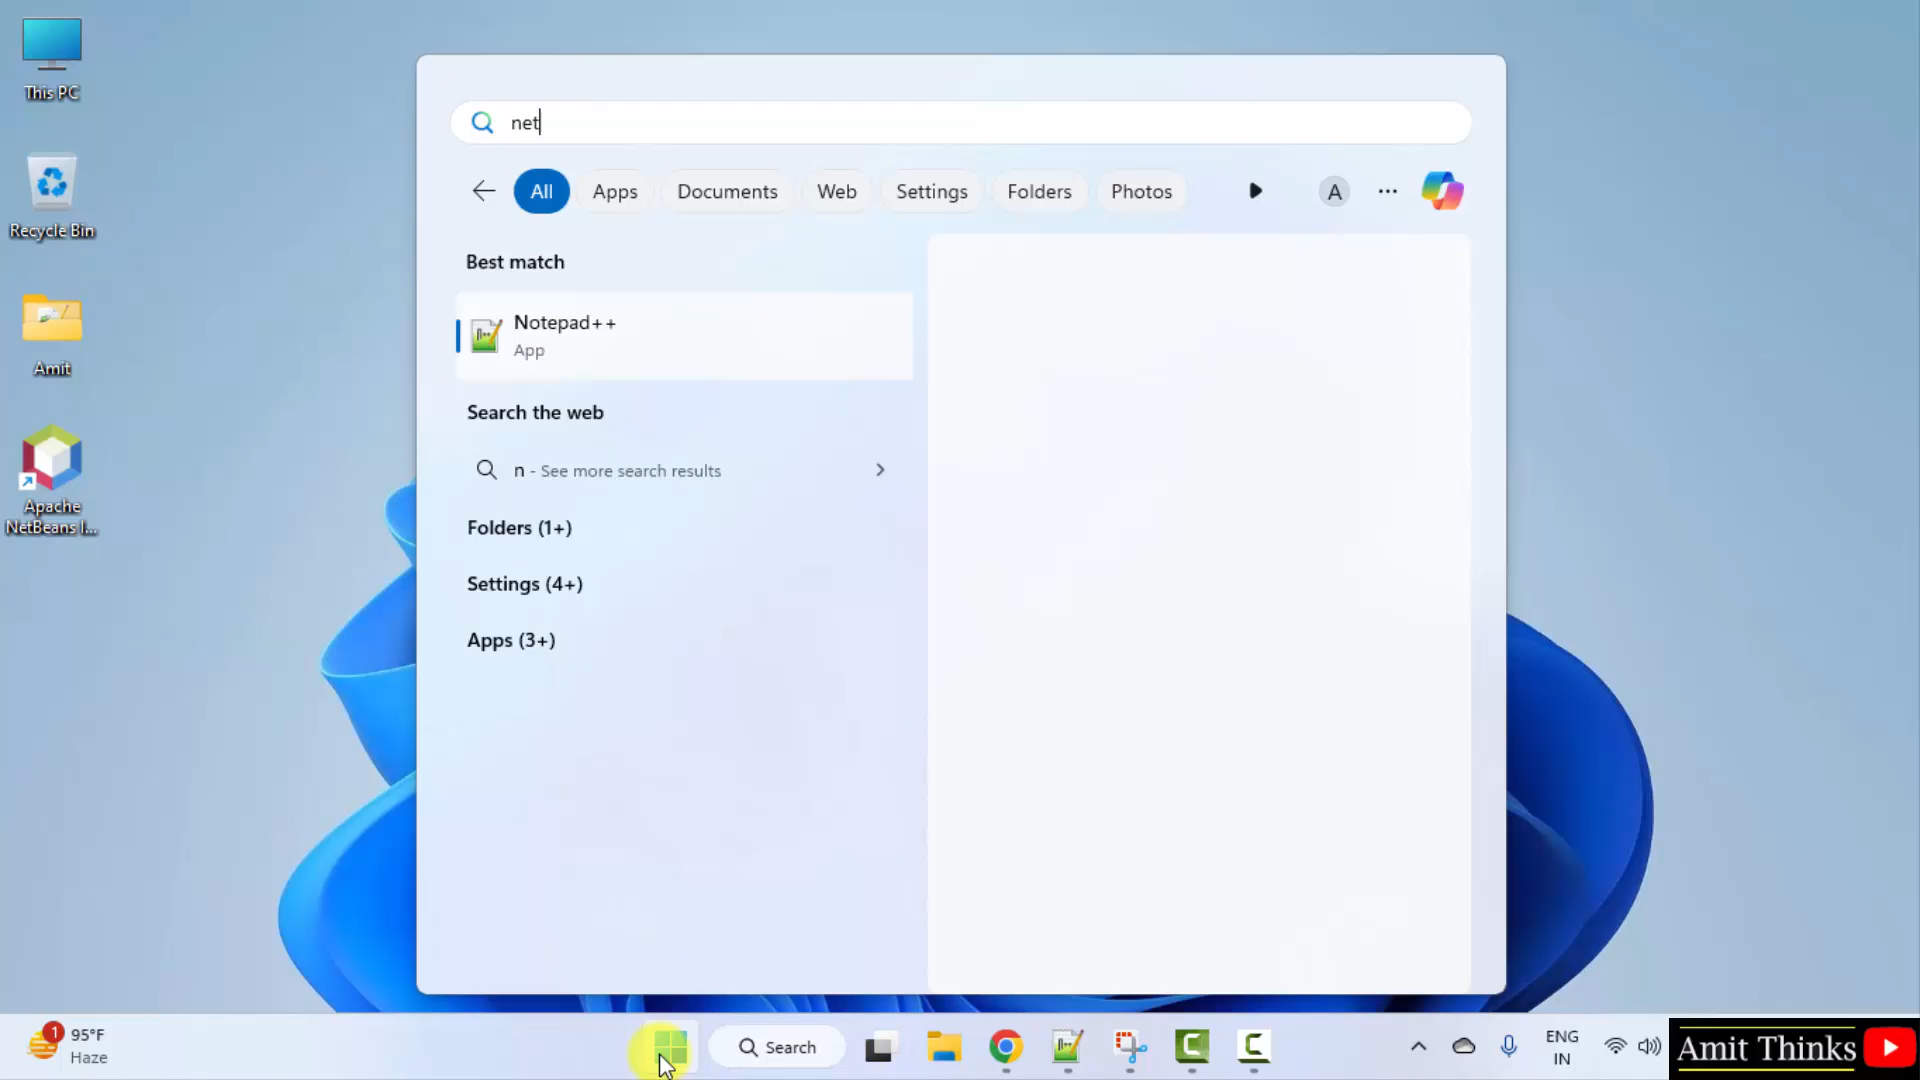 This PC
Recycle Bin
Amit
Apache
NetBeans I...
net
All
Apps
Documents
Web
Settings
Folders
Photos
A
Best match
Notepad++
App
Search the web
n - See more search results
Folders (1+)
Settings (4+)
Apps (3+)
1
95°F
Haze
Search
ENG
IN
Amit Thinks